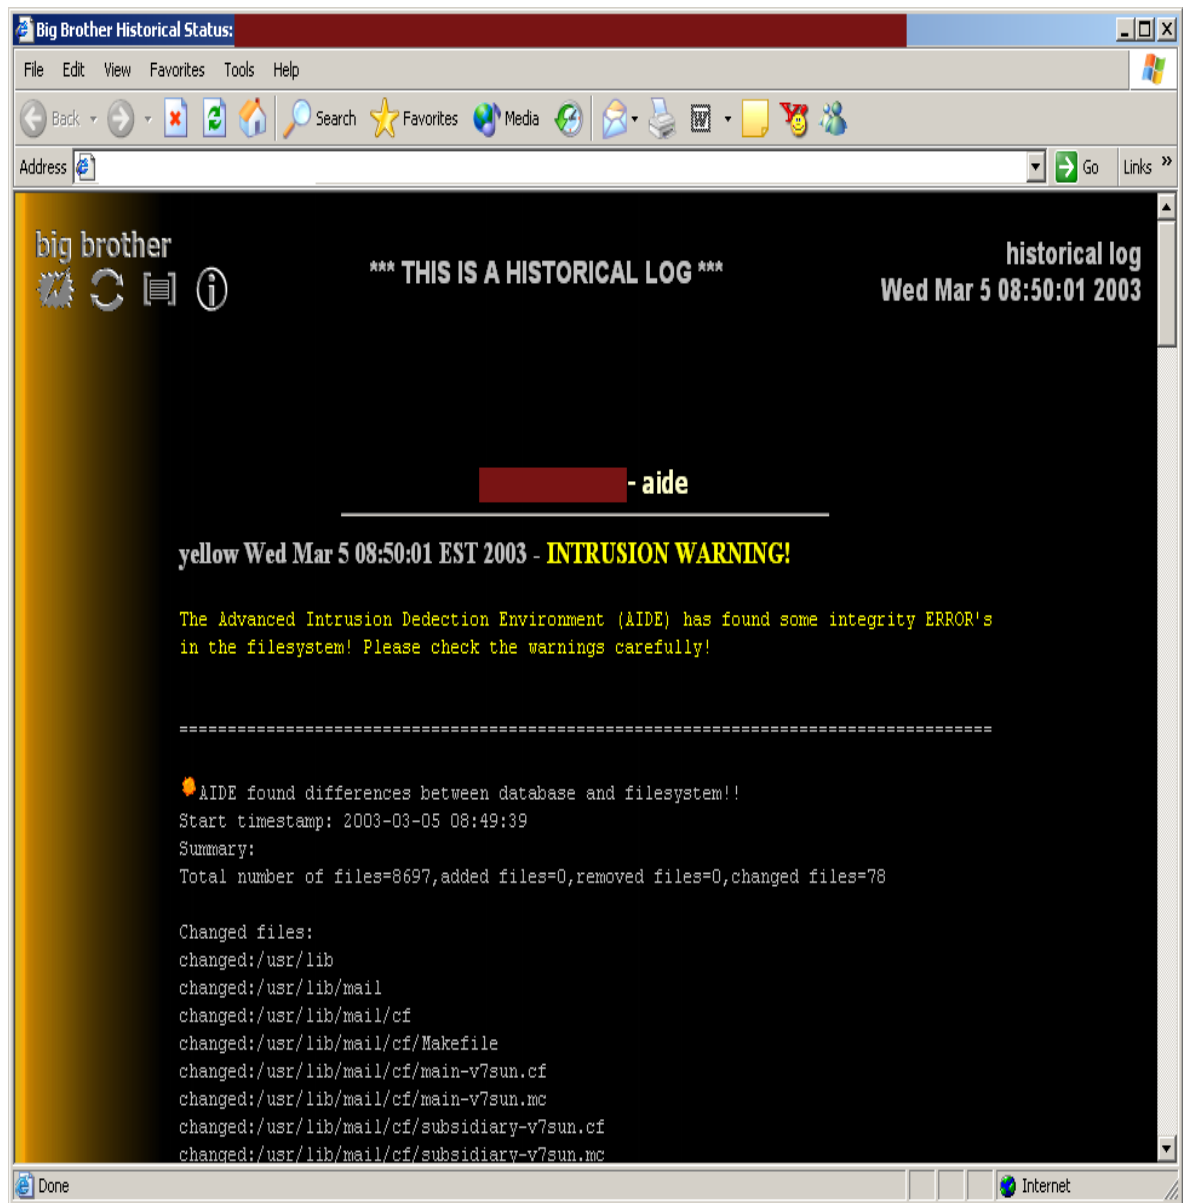 Big Brother Historical Status:
File Edit View Favorites Tools Help
Back Search Favorites Media
Address Go Links »
big brother
*** THIS IS A HISTORICAL LOG ***
historical log
Wed Mar 5 08:50:01 2003
- aide
yellow Wed Mar 5 08:50:01 EST 2003 - INTRUSION WARNING!
The Advanced Intrusion Dedection Environment (AIDE) has found some integrity ERROR's
in the filesystem! Please check the warnings carefully!
====================================================================================
AIDE found differences between database and filesystem!!
Start timestamp: 2003-03-05 08:49:39
Summary:
Total number of files=8697,added files=0,removed files=0,changed files=78
Changed files:
changed:/usr/lib
changed:/usr/lib/mail
changed:/usr/lib/mail/cf
changed:/usr/lib/mail/cf/Makefile
changed:/usr/lib/mail/cf/main-v7sun.cf
changed:/usr/lib/mail/cf/main-v7sun.mc
changed:/usr/lib/mail/cf/subsidiary-v7sun.cf
changed:/usr/lib/mail/cf/subsidiary-v7sun.mc
Done Internet